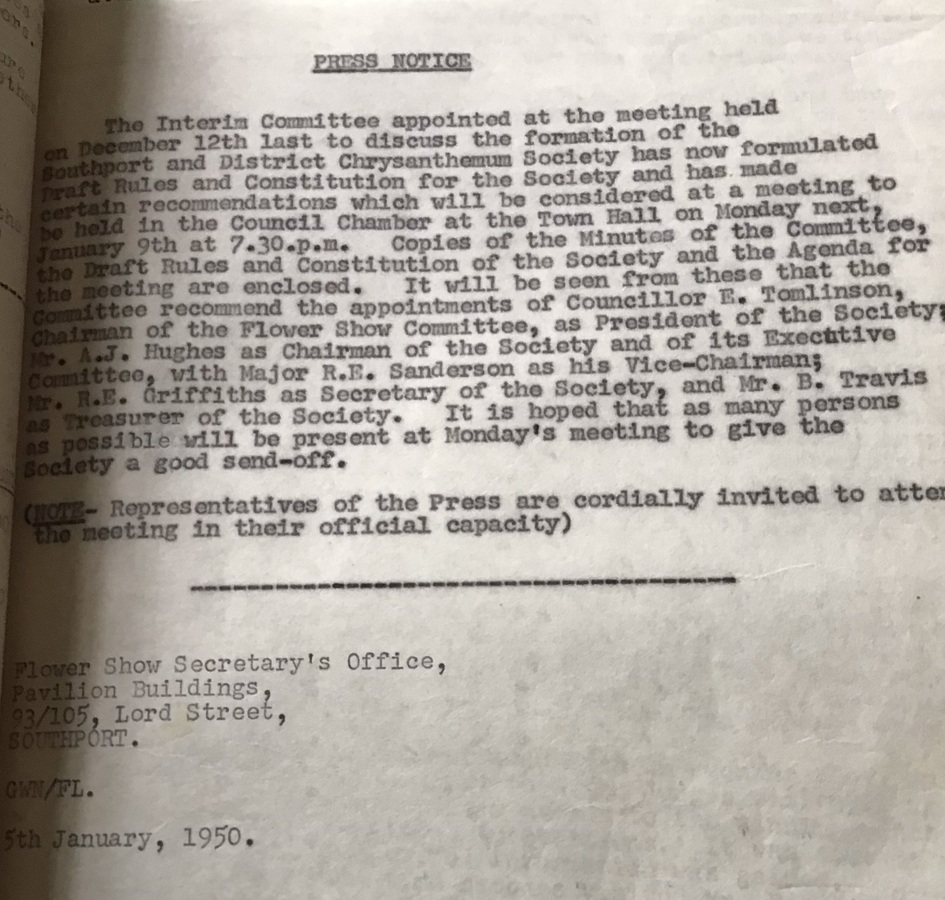 PRESS NOTICE
The Interim Committee appointed at the meeting held
on December 12th last to discuss the formation of the
Southport and District Chrysanthemum Society has now formulated
Draft Rules and Constitution for the Society and has made
certain recommendations which will be considered at a meeting to
be held in the Council Chamber at the Town Hall on Monday next,
January 9th at 7.30.p.m. Copies of the Minutes of the Committee,
the Draft Rules and Constitution of the Society and the Agenda for
the meeting are enclosed. It will be seen from these that the
Committee recommend the appointments of Councillor E. Tomlinson,
Chairman of the Flower Show Committee, as President of the Society;
Mr. A.J. Hughes as Chairman of the Society and of its Executive
Committee, with Major R.E. Sanderson as his Vice-Chairman;
Mr. R.E. Griffiths as Secretary of the Society, and Mr. B. Travis
as Treasurer of the Society. It is hoped that as many persons
as possible will be present at Monday's meeting to give the
Society a good send-off.
(NOTE- Representatives of the Press are cordially invited to atten
the meeting in their official capacity)
Flower Show Secretary's Office,
Pavilion Buildings,
93/105, Lord Street,
SOUTHPORT.
GWN/FL.
5th January, 1950.